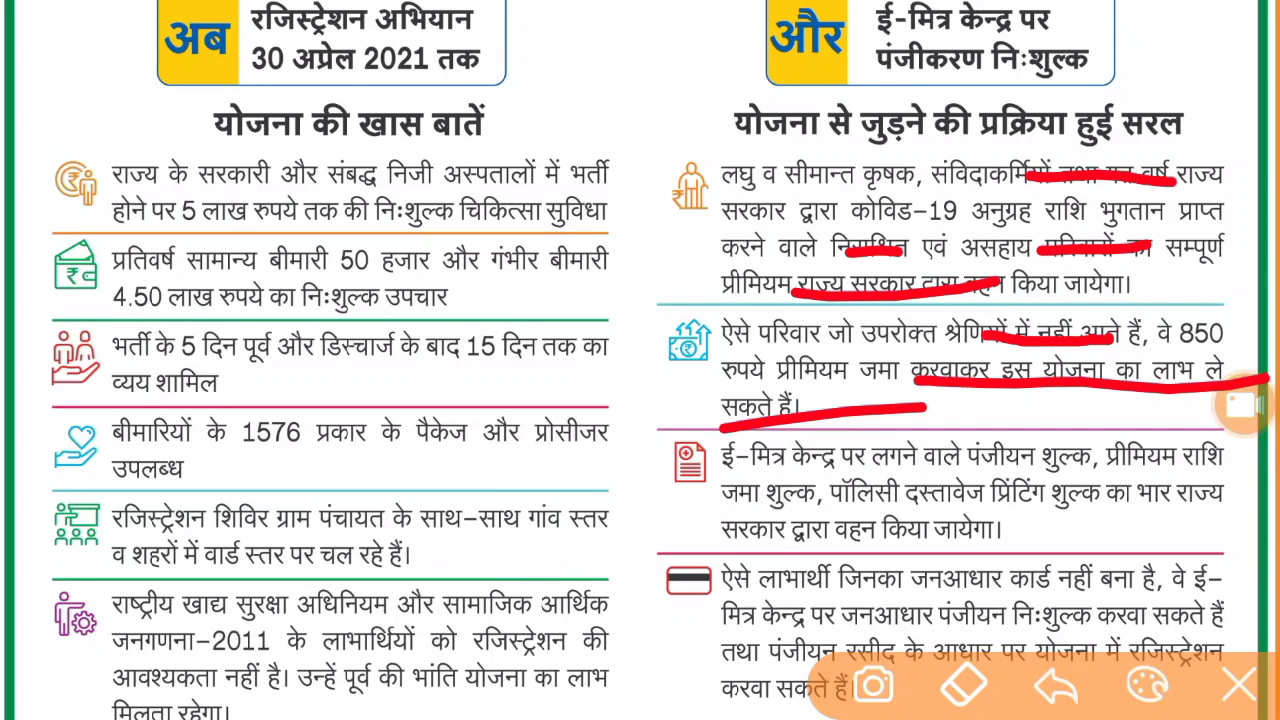 अब
रजिस्ट्रेशन अभियान
30 अप्रेल 2021 तक
योजना की खास बातें
राज्य के सरकारी और संबद्ध निजी अस्पतालों में भर्ती
होने पर 5 लाख रुपये तक की निःशुल्क चिकित्सा सुविधा
प्रतिवर्ष सामान्य बीमारी 50 हजार और गंभीर बीमारी
4.50 लाख रुपये का निःशुल्क उपचार
भर्ती के 5 दिन पूर्व और डिस्चार्ज के बाद 15 दिन तक का
व्यय शामिल
बीमारियों के 1576 प्रकार के पैकेज और प्रोसीजर
उपलब्ध
रजिस्ट्रेशन शिविर ग्राम पंचायत के साथ-साथ गांव स्तर
व शहरों में वार्ड स्तर पर चल रहे हैं।
राष्ट्रीय खाद्य सुरक्षा अधिनियम और सामाजिक आर्थिक
जनगणना-2011 के लाभार्थियों को रजिस्ट्रेशन की
आवश्यकता नहीं है। उन्हें पूर्व की भांति योजना का लाभ
मिलता रहेगा।
और
ई-मित्र केन्द्र पर
पंजीकरण निःशुल्क
योजना से जुड़ने की प्रक्रिया हुई सरल
लघु व सीमान्त कृषक, संविदाकर्मियों तथा गत वर्ष राज्य
सरकार द्वारा कोविड-19 अनुग्रह राशि भुगतान प्राप्त
करने वाले निराश्रित एवं असहाय परिवारों का सम्पूर्ण
प्रीमियम राज्य सरकार द्वारा वहन किया जायेगा।
ऐसे परिवार जो उपरोक्त श्रेणियों में नहीं आते हैं, वे 850
रुपये प्रीमियम जमा करवाकर इस योजना का लाभ ले
सकते हैं।
ई-मित्र केन्द्र पर लगने वाले पंजीयन शुल्क, प्रीमियम राशि
जमा शुल्क, पॉलिसी दस्तावेज प्रिंटिंग शुल्क का भार राज्य
सरकार द्वारा वहन किया जायेगा।
ऐसे लाभार्थी जिनका जनआधार कार्ड नहीं बना है, वे ई-
मित्र केन्द्र पर जनआधार पंजीयन निःशुल्क करवा सकते हैं
तथा पंजीयन रसीद के आधार पर योजना में रजिस्ट्रेशन
करवा सकते हैं।